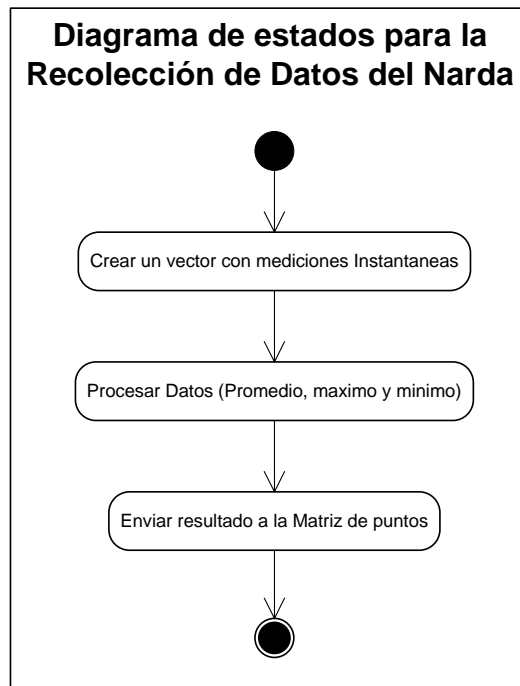 Diagrama de estados para la
Recolección de Datos del Narda
Crear un vector con mediciones Instantaneas
Procesar Datos (Promedio, maximo y minimo)
Enviar resultado a la Matriz de puntos